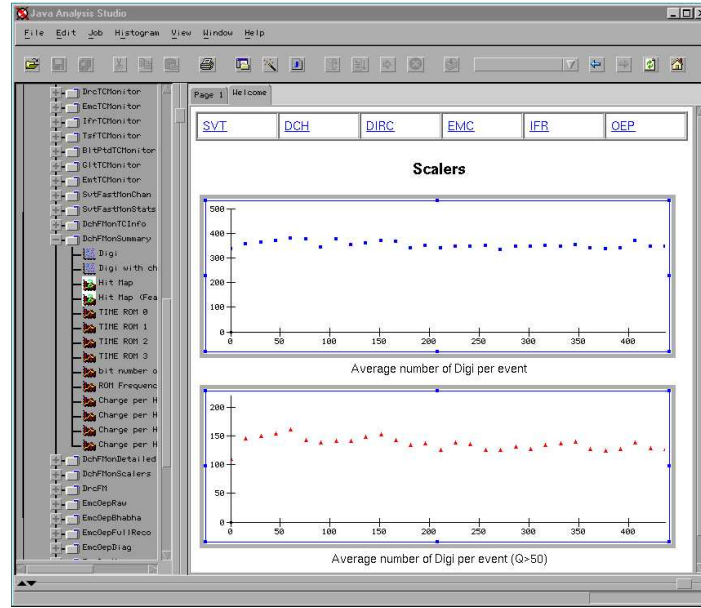 Java Analysis Studio
File Edit Job Histogram View Window Help
DrcTCMonitor
EmcTCMonitor
IfrTCMonitor
TsfTCMonitor
BltPtdTCMonitor
GltTCMonitor
EmtTCMonitor
SvtFastMonChan
SvtFastMonStats
DchFMonTCInfo
DchFMonSummary
Digi
Digi with ch
Hit Map
Hit Map (Fea
TIME ROM 0
TIME ROM 1
TIME ROM 2
TIME ROM 3
bit number o
ROM Frequenc
Charge per H
Charge per H
Charge per H
Charge per H
DchFMonDetailed
DchFMonScalers
DrcFM
EmcOepRaw
EmcOepBhabha
EmcOepFullReco
EmcOepDiag
Page 1 Welcome
SVT DCH DIRC EMC IFR OEP
Scalers
500
400
300
200
100
0
0 50 100 150 200 250 300 350 400
Average number of Digi per event
200
150
100
50
0
0 50 100 150 200 250 300 350 400
Average number of Digi per event (Q>50)